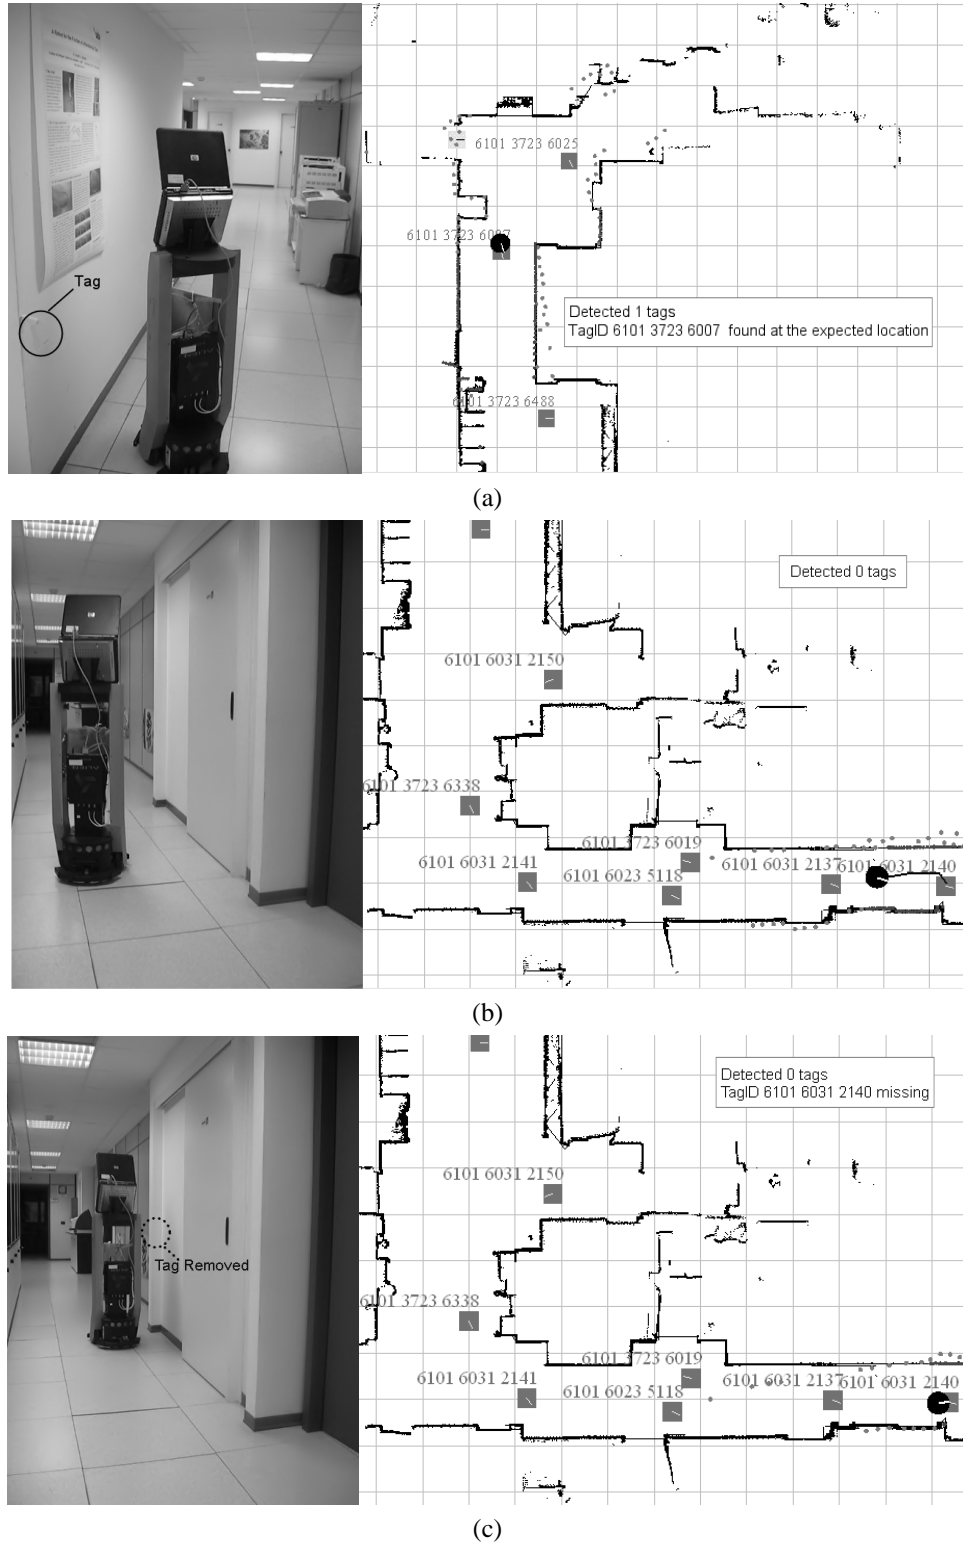 Tag
6101 3723 6025
6101 3723 6007
Detected 1 tags
TagID 6101 3723 6007 found at the expected location
6101 3723 6488
(a)
Detected 0 tags
6101 6031 2150
6101 3723 6338
6101 3723 6019
6101 6031 2141
6101 6023 5118
6101 6031 2137
6101 6031 2140
(b)
Tag Removed
Detected 0 tags
TagID 6101 6031 2140 missing
6101 6031 2150
6101 3723 6338
6101 3723 6019
6101 6031 2141
6101 6023 5118
6101 6031 2137
6101 6031 2140
(c)